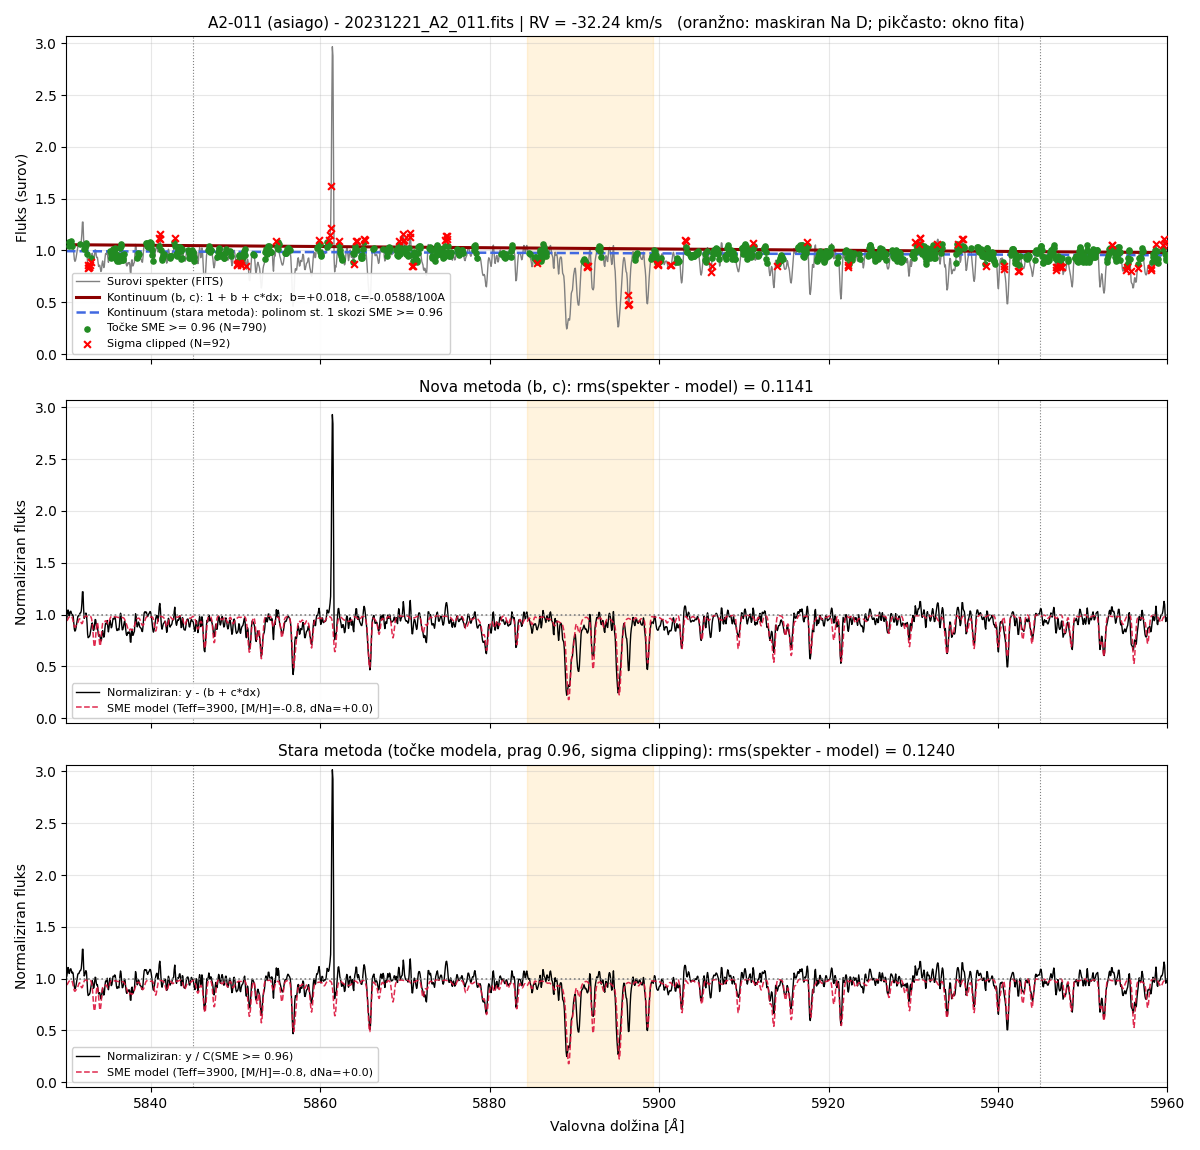 A2-011 (asiago) - 20231221_A2_011.fits | RV = -32.24 km/s   (oranžno: maskiran Na D; pikčasto: okno fita)
3.0
2.5
2.0
1.5
1.0
0.5
0.0
Fluks (surov)
Surovi spekter (FITS)
Kontinuum (b, c): 1 + b + c*dx;  b=+0.018, c=-0.0588/100A
Kontinuum (stara metoda): polinom st. 1 skozi SME >= 0.96
Točke SME >= 0.96 (N=790)
Sigma clipped (N=92)
Nova metoda (b, c): rms(spekter - model) = 0.1141
3.0
2.5
2.0
1.5
1.0
0.5
0.0
Normaliziran fluks
Normaliziran: y - (b + c*dx)
SME model (Teff=3900, [M/H]=-0.8, dNa=+0.0)
Stara metoda (točke modela, prag 0.96, sigma clipping): rms(spekter - model) = 0.1240
3.0
2.5
2.0
1.5
1.0
0.5
0.0
Normaliziran fluks
Normaliziran: y / C(SME >= 0.96)
SME model (Teff=3900, [M/H]=-0.8, dNa=+0.0)
5840 5860 5880 5900 5920 5940 5960
Valovna dolžina [Å]